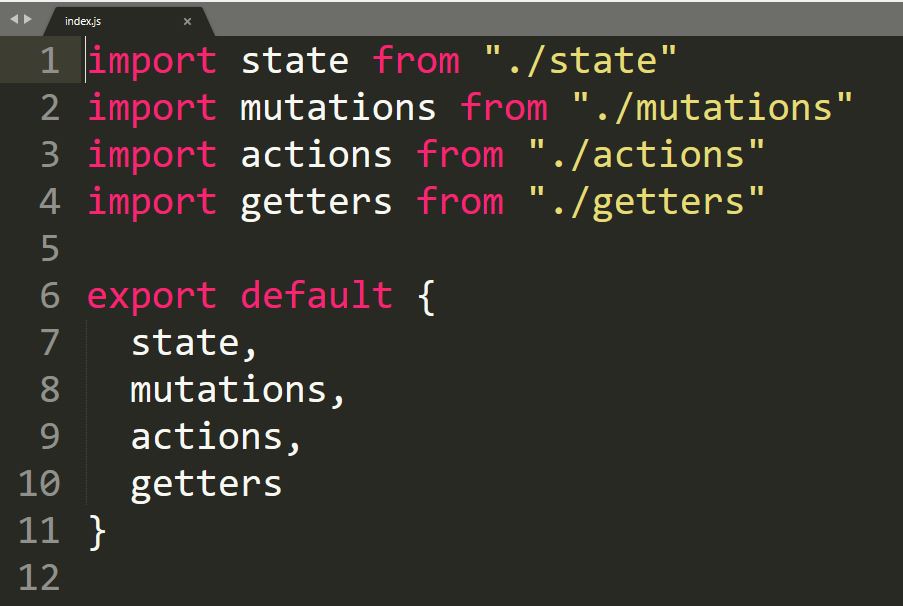 index.js ×
1 import state from "./state"
2 import mutations from "./mutations"
3 import actions from "./actions"
4 import getters from "./getters"
5
6 export default {
7   state,
8   mutations,
9   actions,
10   getters
11 }
12